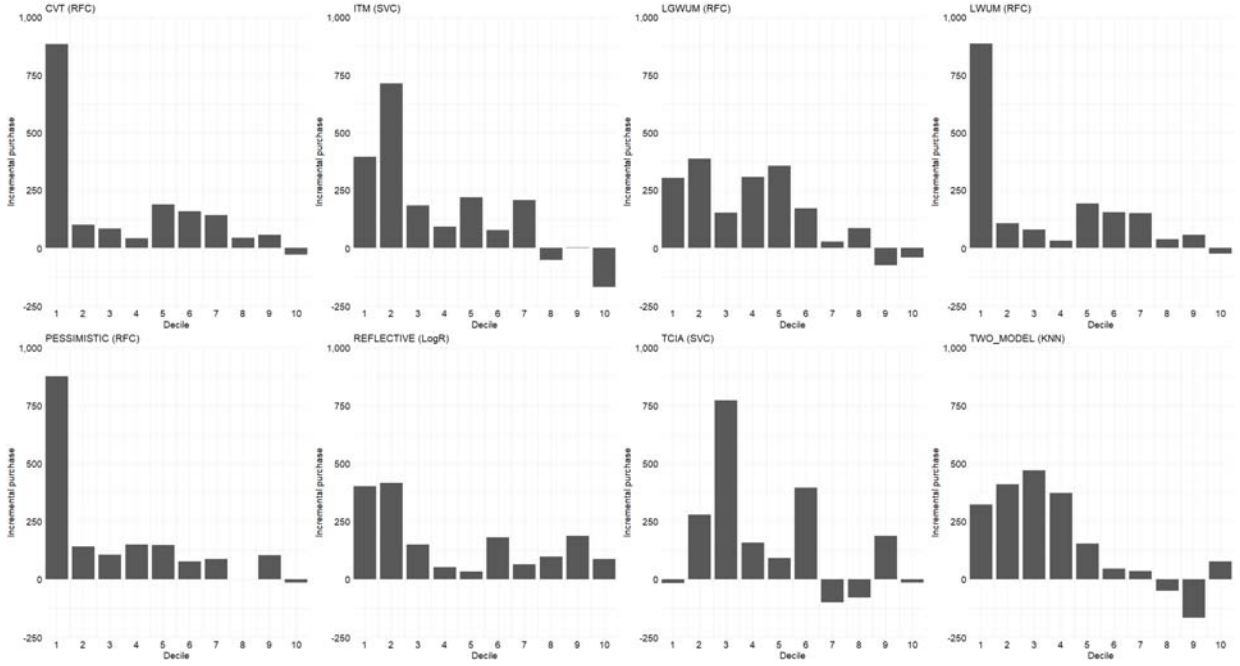 CVT (RFC)
1,000
750
500
250
0
-250
Incremental purchase
1 2 3 4 5 6 7 8 9 10
Decile
ITM (SVC)
1,000
750
500
250
0
-250
Incremental purchase
1 2 3 4 5 6 7 8 9 10
Decile
LGWUM (RFC)
1,000
750
500
250
0
-250
Incremental purchase
1 2 3 4 5 6 7 8 9 10
Decile
LWUM (RFC)
1,000
750
500
250
0
-250
Incremental purchase
1 2 3 4 5 6 7 8 9 10
Decile
PESSIMISTIC (RFC)
1,000
750
500
250
0
-250
Incremental purchase
1 2 3 4 5 6 7 8 9 10
Decile
REFLECTIVE (LogR)
1,000
750
500
250
0
-250
Incremental purchase
1 2 3 4 5 6 7 8 9 10
Decile
TCIA (SVC)
1,000
750
500
250
0
-250
Incremental purchase
1 2 3 4 5 6 7 8 9 10
Decile
TWO_MODEL (KNN)
1,000
750
500
250
0
-250
Incremental purchase
1 2 3 4 5 6 7 8 9 10
Decile